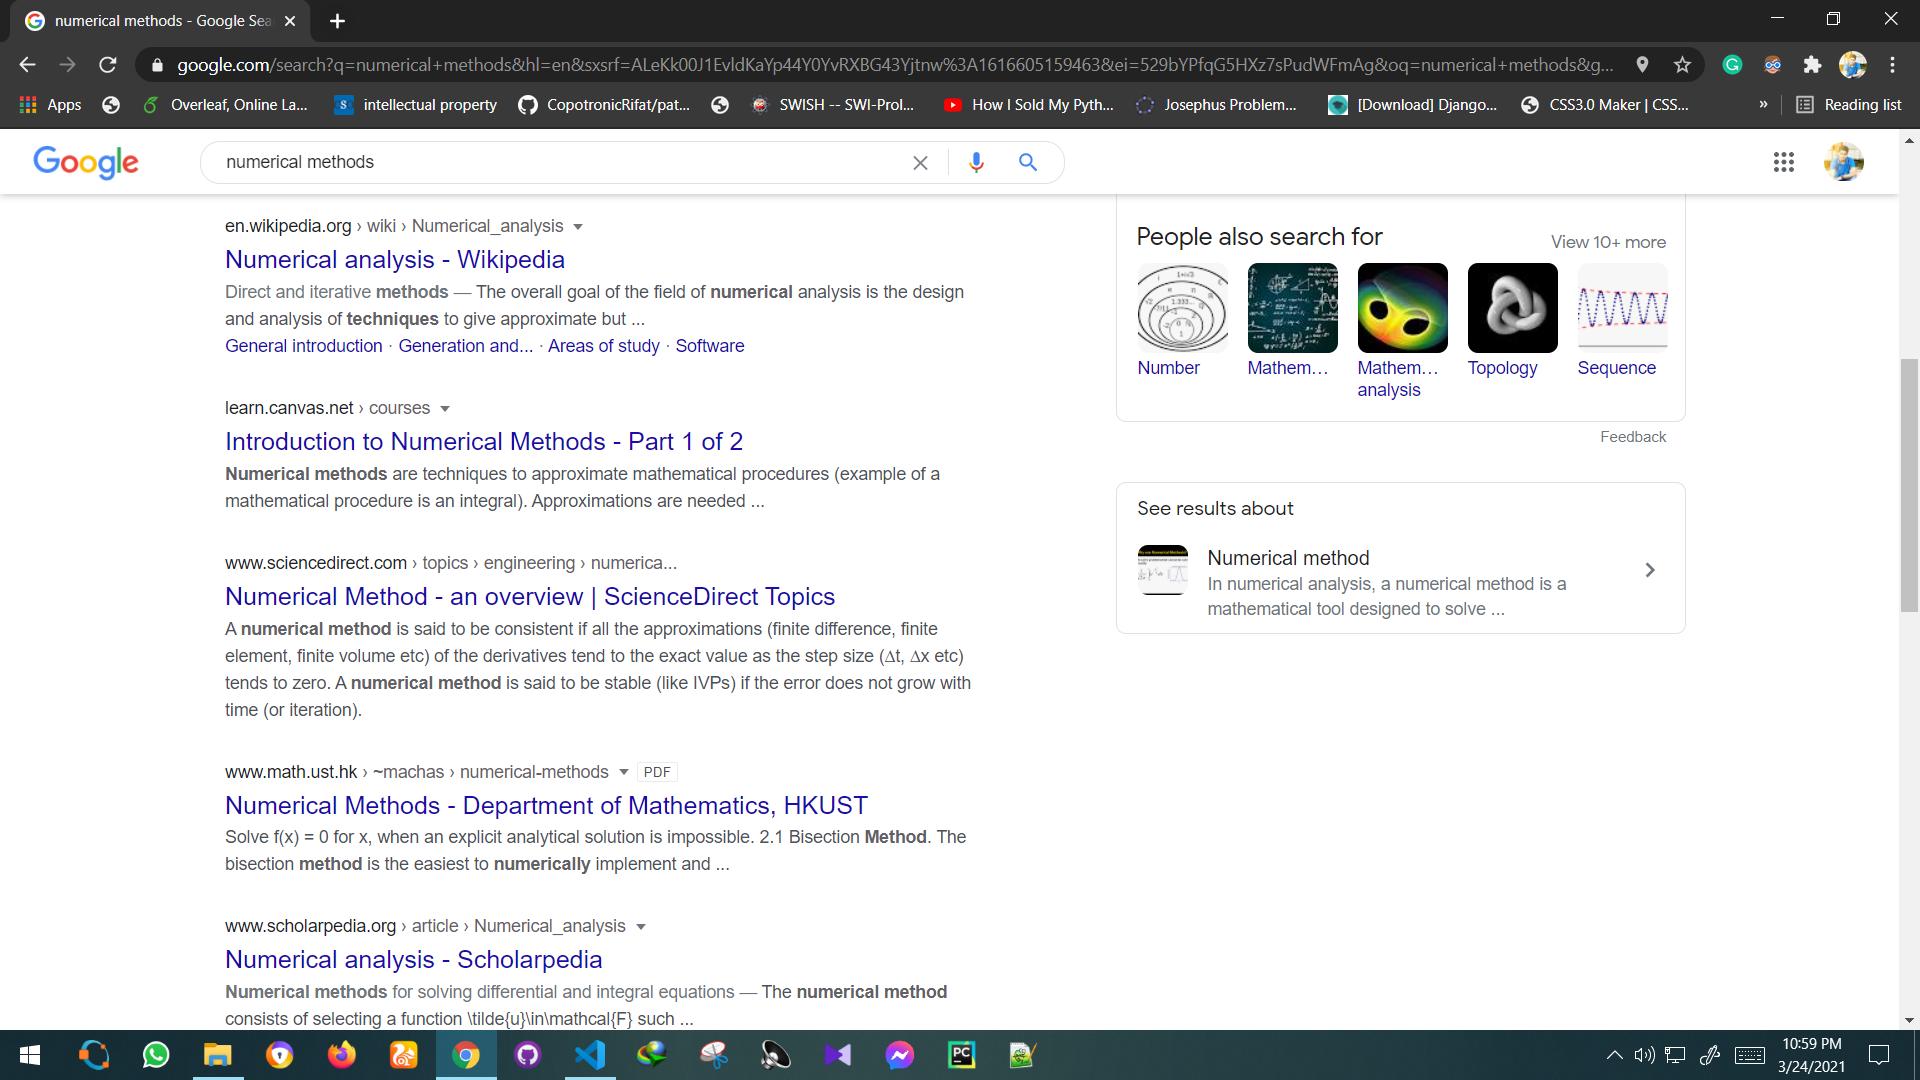 numerical methods - Google Sea
google.com/search?q=numerical+methods&hl=en&sxsrf=ALeKk00J1EvldKaYp44Y0YvRXBG43Yjtnw%3A1616605159463&ei=529bYPfqG5HXz7sPudWFmAg&oq=numerical+methods&g...
Apps
Overleaf, Online La...
intellectual property
CopotronicRifat/pat...
SWISH -- SWI-Prol...
How I Sold My Pyth...
Josephus Problem...
[Download] Django...
CSS3.0 Maker | CSS...
»
Reading list
Google
numerical methods
en.wikipedia.org › wiki › Numerical_analysis
Numerical analysis - Wikipedia
Direct and iterative methods — The overall goal of the field of numerical analysis is the design
and analysis of techniques to give approximate but ...
General introduction · Generation and... · Areas of study · Software
learn.canvas.net › courses
Introduction to Numerical Methods - Part 1 of 2
Numerical methods are techniques to approximate mathematical procedures (example of a
mathematical procedure is an integral). Approximations are needed ...
www.sciencedirect.com › topics › engineering › numerica...
Numerical Method - an overview | ScienceDirect Topics
A numerical method is said to be consistent if all the approximations (finite difference, finite
element, finite volume etc) of the derivatives tend to the exact value as the step size (Δt, Δx etc)
tends to zero. A numerical method is said to be stable (like IVPs) if the error does not grow with
time (or iteration).
www.math.ust.hk › ~machas › numerical-methods
PDF
Numerical Methods - Department of Mathematics, HKUST
Solve f(x) = 0 for x, when an explicit analytical solution is impossible. 2.1 Bisection Method. The
bisection method is the easiest to numerically implement and ...
www.scholarpedia.org › article › Numerical_analysis
Numerical analysis - Scholarpedia
Numerical methods for solving differential and integral equations — The numerical method
consists of selecting a function \tilde{u}\in\mathcal{F} such ...
People also search for
View 10+ more
Number
Mathem...
Mathem...
analysis
Topology
Sequence
Feedback
See results about
Numerical method
In numerical analysis, a numerical method is a
mathematical tool designed to solve ...
10:59 PM
3/24/2021